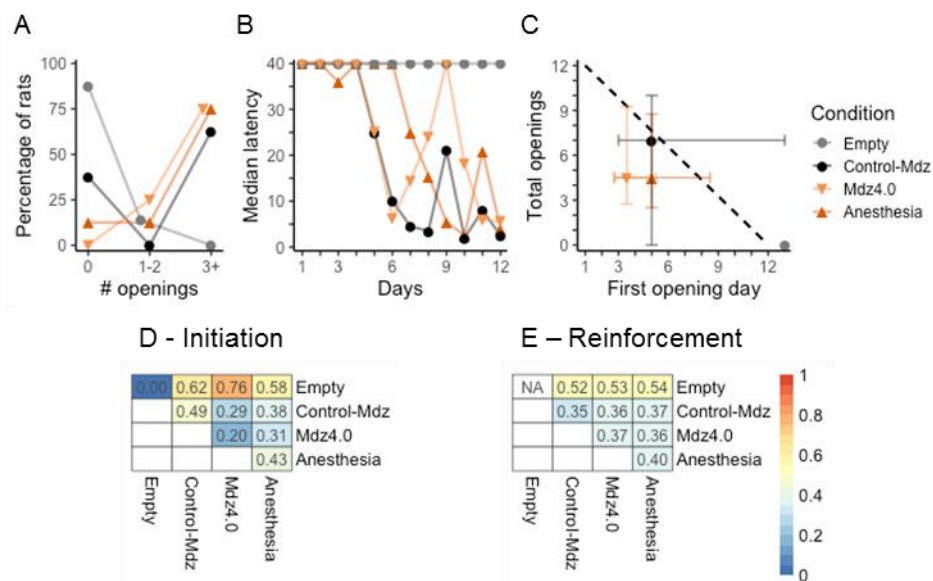 A
B
C
Percentage of rats
100
75
50
25
0
0
1-2
3+
# openings
Median latency
40
30
20
10
0
1
3
6
9
12
Days
Total openings
12
9
6
3
0
1
3
6
9
12
First opening day
Condition
Empty
Control-Mdz
Mdz4.0
Anesthesia
D - Initiation
0.00 0.62 0.76 0.58 Empty
0.49 0.29 0.38 Control-Mdz
0.20 0.31 Mdz4.0
0.43 Anesthesia
Empty
Control-Mdz
Mdz4.0
Anesthesia
E – Reinforcement
NA 0.52 0.53 0.54 Empty
0.35 0.36 0.37 Control-Mdz
0.37 0.36 Mdz4.0
0.40 Anesthesia
Empty
Control-Mdz
Mdz4.0
Anesthesia
1
0.8
0.6
0.4
0.2
0